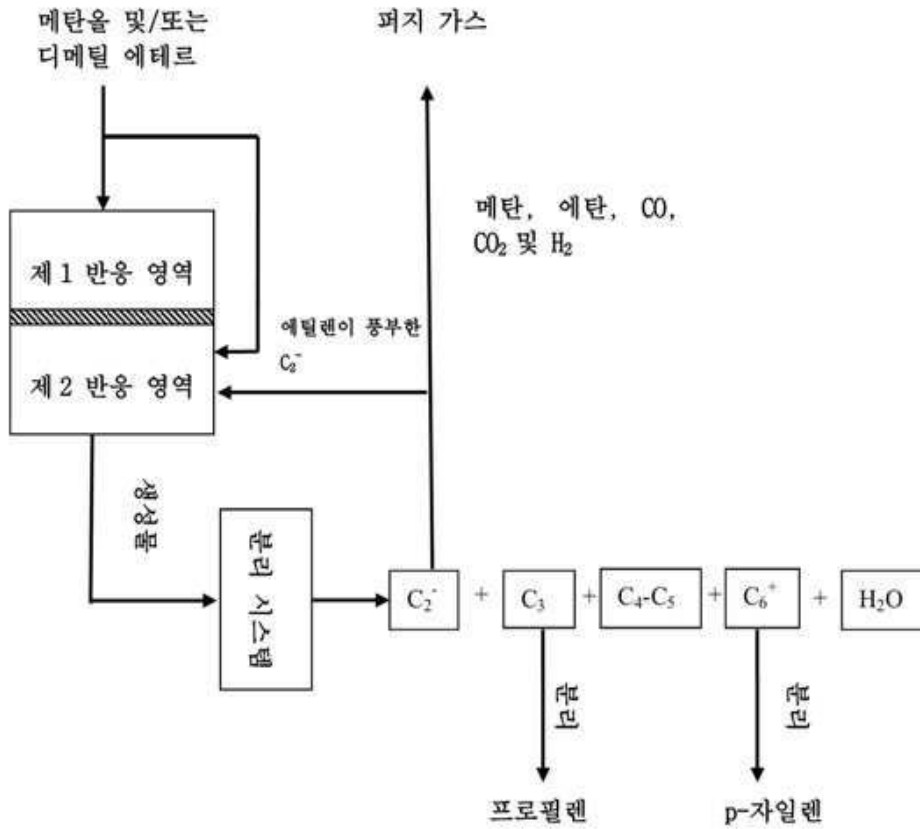 메탄올 및/또는
디메틸 에테르
퍼지 가스
메탄, 에탄, CO,
CO₂ 및 H₂
제1 반응 영역
에틸렌이 풍부한
C₂⁻
제2 반응 영역
생성물
분리 시스템
C₂⁻ + C₃ + C₄-C₅ + C₆⁺ + H₂O
분리
분리
프로필렌
p-자일렌